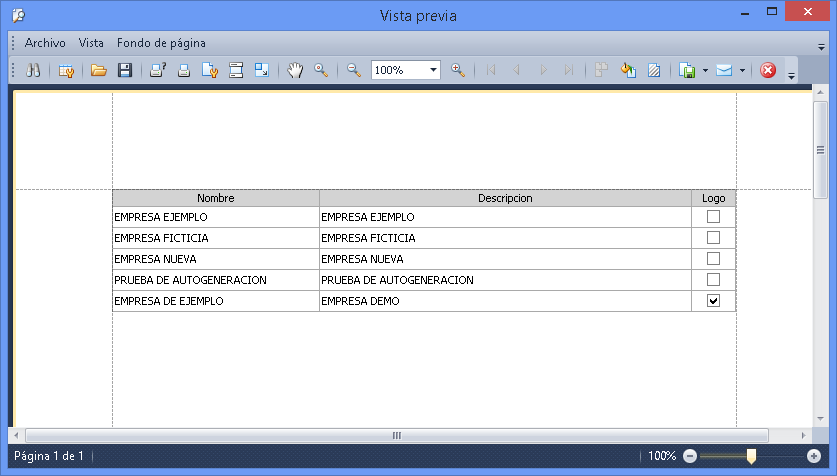 Vista previa
Archivo Vista Fondo de página
100%
Nombre Descripcion Logo
EMPRESA EJEMPLO EMPRESA EJEMPLO
EMPRESA FICTICIA EMPRESA FICTICIA
EMPRESA NUEVA EMPRESA NUEVA
PRUEBA DE AUTOGENERACION PRUEBA DE AUTOGENERACION
EMPRESA DE EJEMPLO EMPRESA DEMO
Página 1 de 1 100%